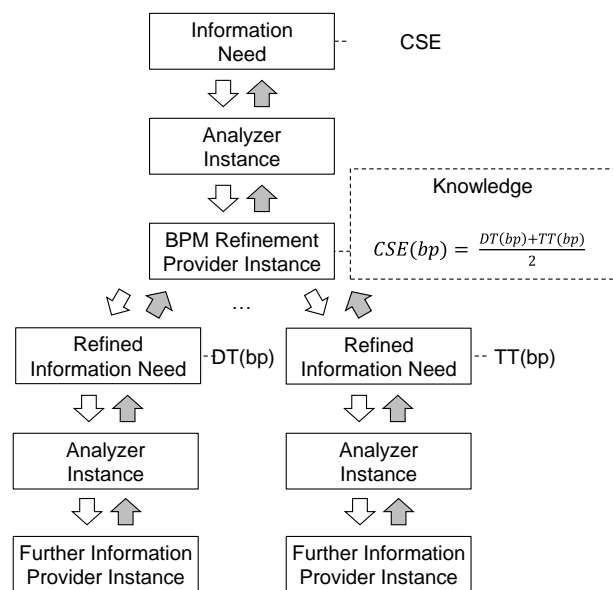 Information
Need
CSE
Analyzer
Instance
Knowledge
BPM Refinement
Provider Instance
CSE(bp) = (DT(bp)+TT(bp))/2
...
Refined
Information Need
DT(bp)
Refined
Information Need
TT(bp)
Analyzer
Instance
Analyzer
Instance
Further Information
Provider Instance
Further Information
Provider Instance